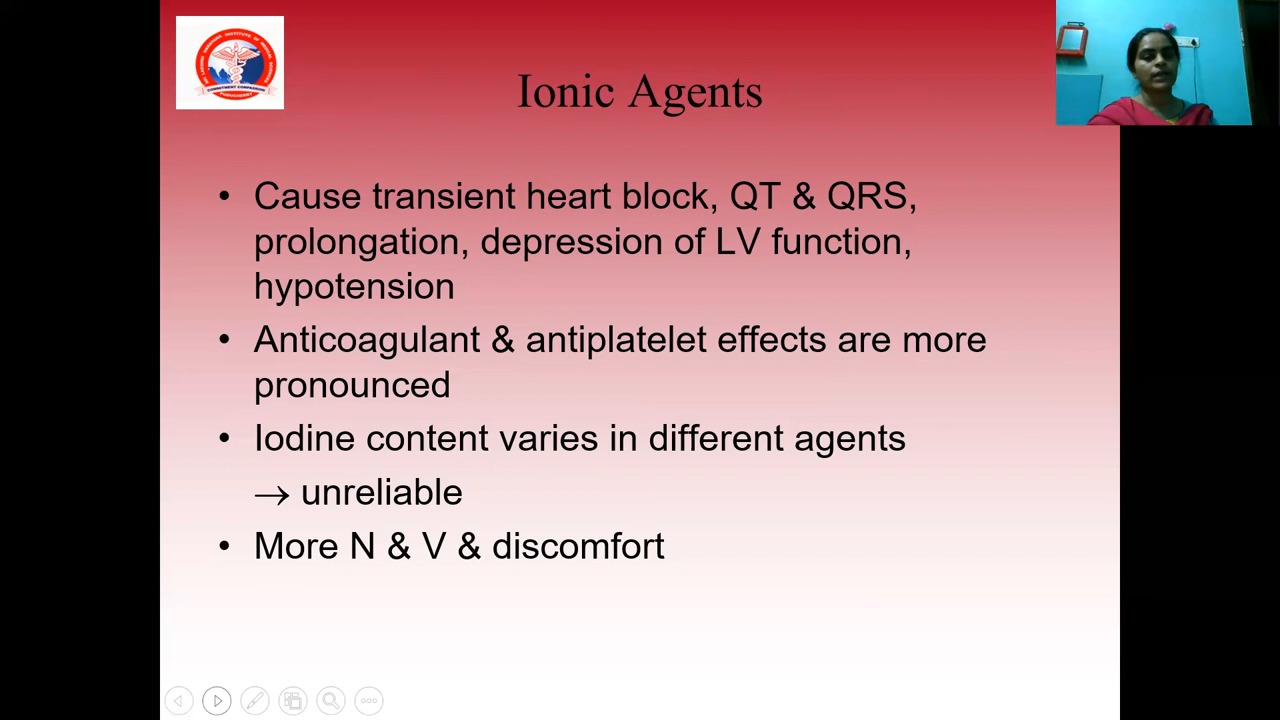 Ionic Agents
• Cause transient heart block, QT & QRS,
prolongation, depression of LV function,
hypotension
• Anticoagulant & antiplatelet effects are more
pronounced
• Iodine content varies in different agents
→ unreliable
• More N & V & discomfort